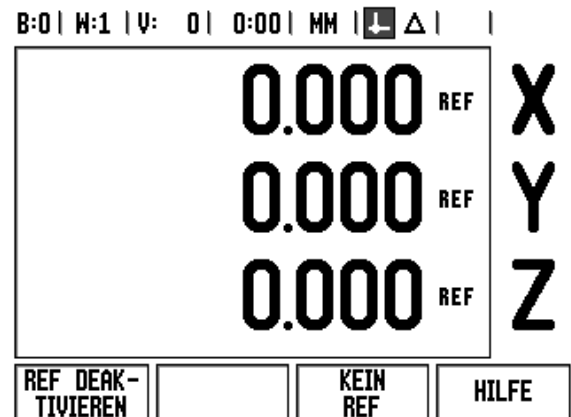 B:0 | W:1 | V: 0 | 0:00 | MM | Δ | |
0.000 REF X
0.000 REF Y
0.000 REF Z
REF DEAK-
TIVIEREN
KEIN
REF
HILFE